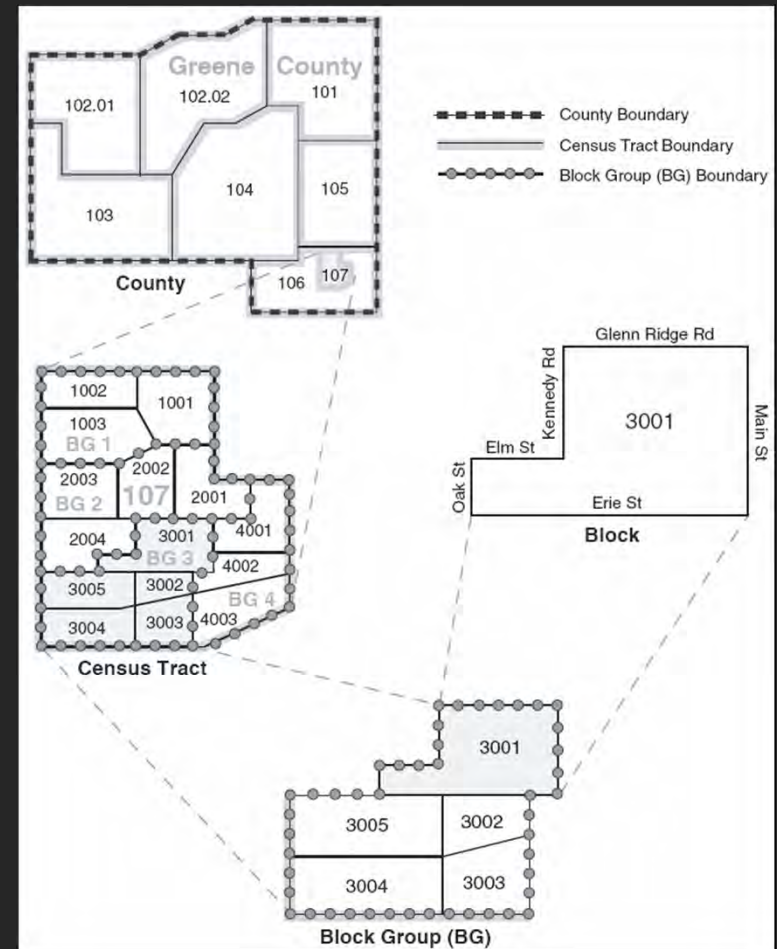 Greene County
102.01
102.02
101
104
105
103
106
107
County
County Boundary
Census Tract Boundary
Block Group (BG) Boundary
Glenn Ridge Rd
Kennedy Rd
3001
Main St
Elm St
Oak St
Erie St
Block
1002
1001
1003
BG 1
2003
2002
BG 2
107
2001
2004
3001
4001
BG 3
4002
3005
3002
BG 4
3004
3003
4003
Census Tract
3001
3005
3002
3004
3003
Block Group (BG)